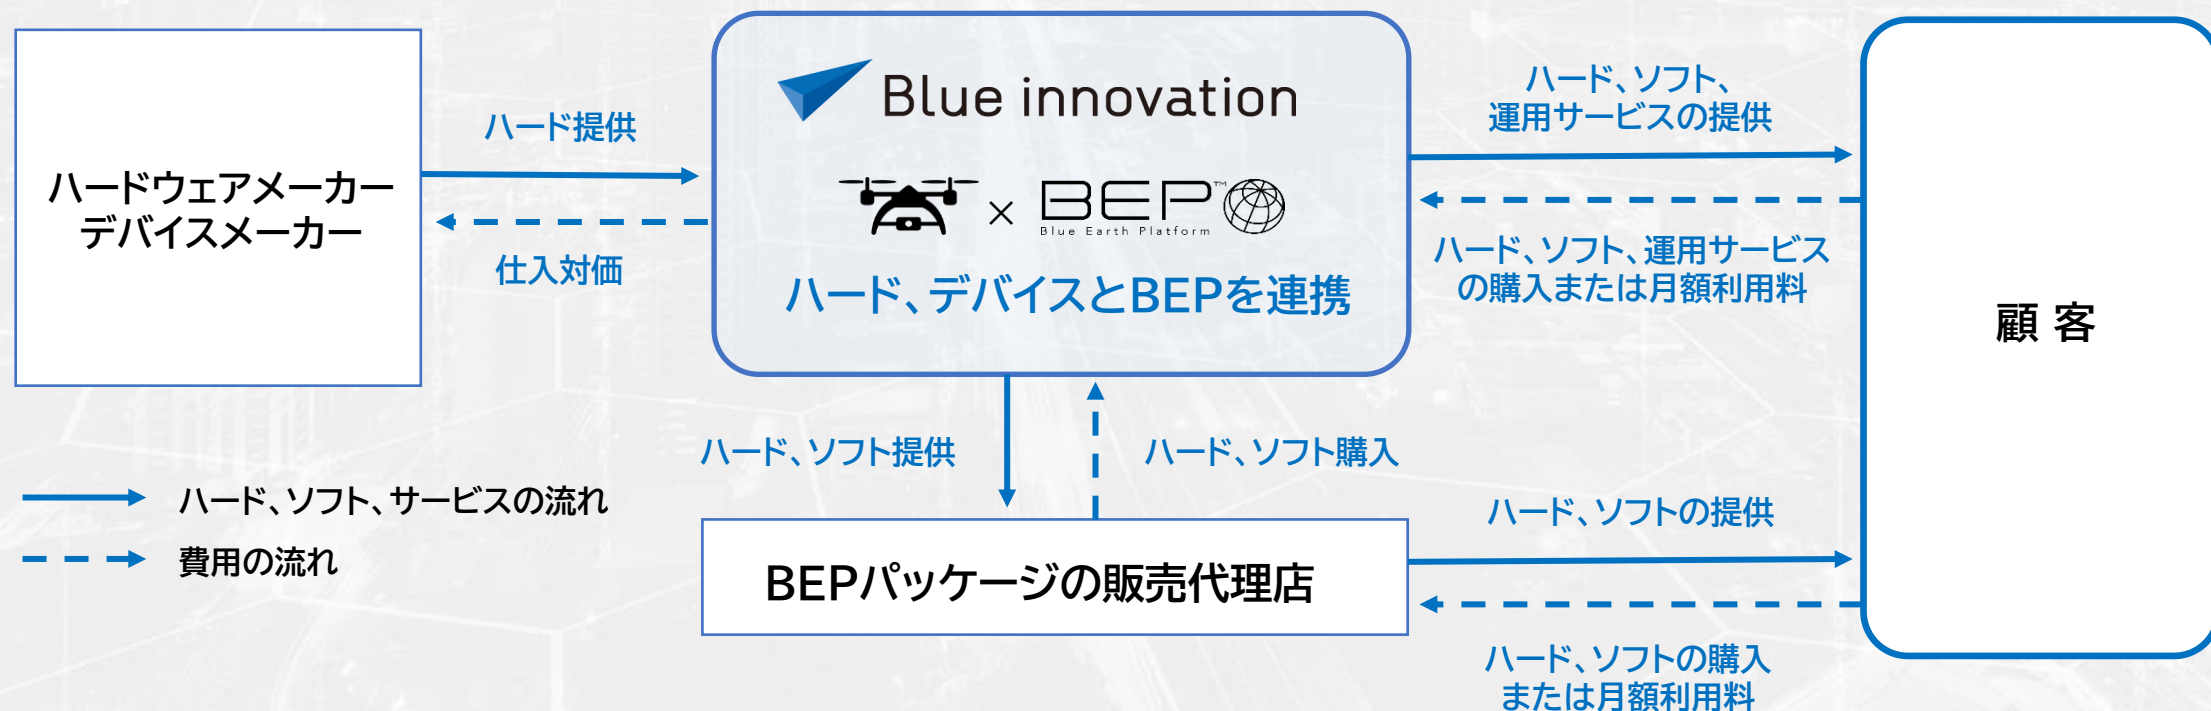 ハードウェアメーカー
デバイスメーカー
ハード提供
仕入対価
Blue innovation
× BEP™
Blue Earth Platform
ハード、デバイスとBEPを連携
ハード、ソフト、
運用サービスの提供
ハード、ソフト、運用サービス
の購入または月額利用料
顧 客
ハード、ソフト提供
ハード、ソフト購入
ハード、ソフト、サービスの流れ
費用の流れ
BEPパッケージの販売代理店
ハード、ソフトの提供
ハード、ソフトの購入
または月額利用料